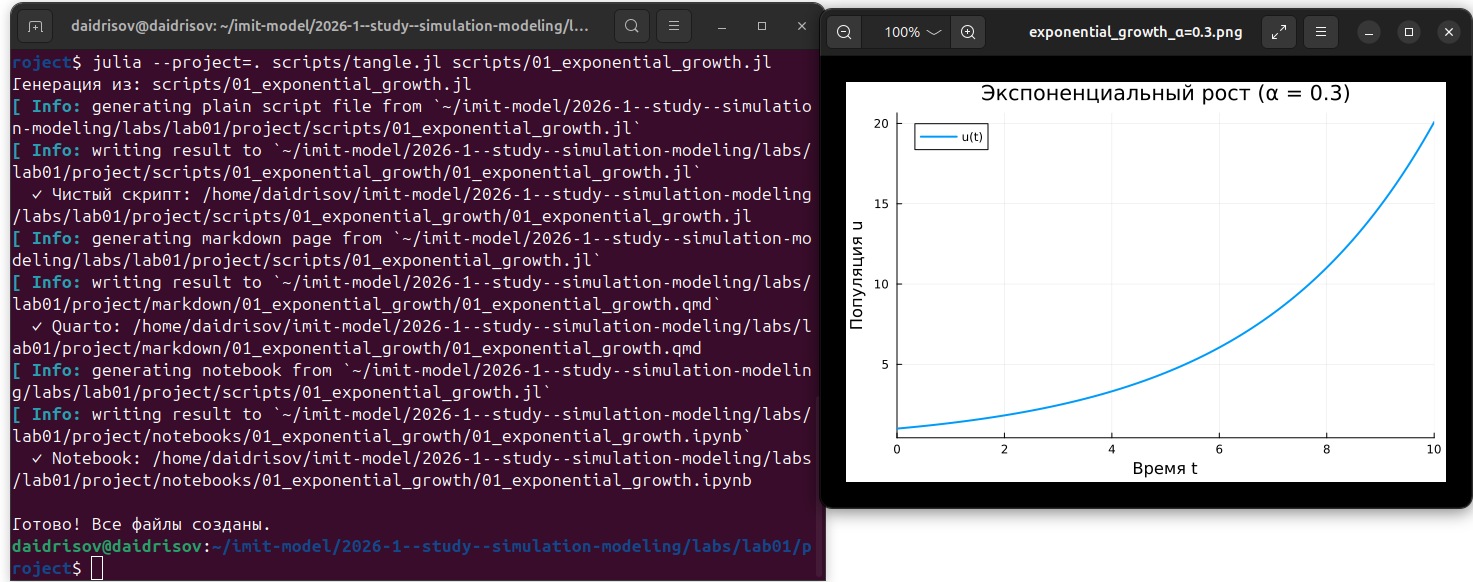 daidrisov@daidrisov: ~/imit-model/2026-1--study--simulation-modeling/l...
roject$ julia --project=. scripts/tangle.jl scripts/01_exponential_growth.jl
Генерация из: scripts/01_exponential_growth.jl
[ Info: generating plain script file from `~/imit-model/2026-1--study--simulatio
n-modeling/labs/lab01/project/scripts/01_exponential_growth.jl`
[ Info: writing result to `~/imit-model/2026-1--study--simulation-modeling/labs/
lab01/project/scripts/01_exponential_growth/01_exponential_growth.jl`
✓ Чистый скрипт: /home/daidrisov/imit-model/2026-1--study--simulation-modeling
/labs/lab01/project/scripts/01_exponential_growth/01_exponential_growth.jl
[ Info: generating markdown page from `~/imit-model/2026-1--study--simulation-mo
deling/labs/lab01/project/scripts/01_exponential_growth.jl`
[ Info: writing result to `~/imit-model/2026-1--study--simulation-modeling/labs/
lab01/project/markdown/01_exponential_growth/01_exponential_growth.qmd`
✓ Quarto: /home/daidrisov/imit-model/2026-1--study--simulation-modeling/labs/l
ab01/project/markdown/01_exponential_growth/01_exponential_growth.qmd
[ Info: generating notebook from `~/imit-model/2026-1--study--simulation-modelin
g/labs/lab01/project/scripts/01_exponential_growth.jl`
[ Info: writing result to `~/imit-model/2026-1--study--simulation-modeling/labs/
lab01/project/notebooks/01_exponential_growth/01_exponential_growth.ipynb`
✓ Notebook: /home/daidrisov/imit-model/2026-1--study--simulation-modeling/labs
/lab01/project/notebooks/01_exponential_growth/01_exponential_growth.ipynb
Готово! Все файлы созданы.
daidrisov@daidrisov:~/imit-model/2026-1--study--simulation-modeling/labs/lab01/p
roject$
100%
exponential_growth_α=0.3.png
Экспоненциальный рост (α = 0.3)
u(t)
Популяция u
20
15
10
5
0 2 4 6 8 10
Время t